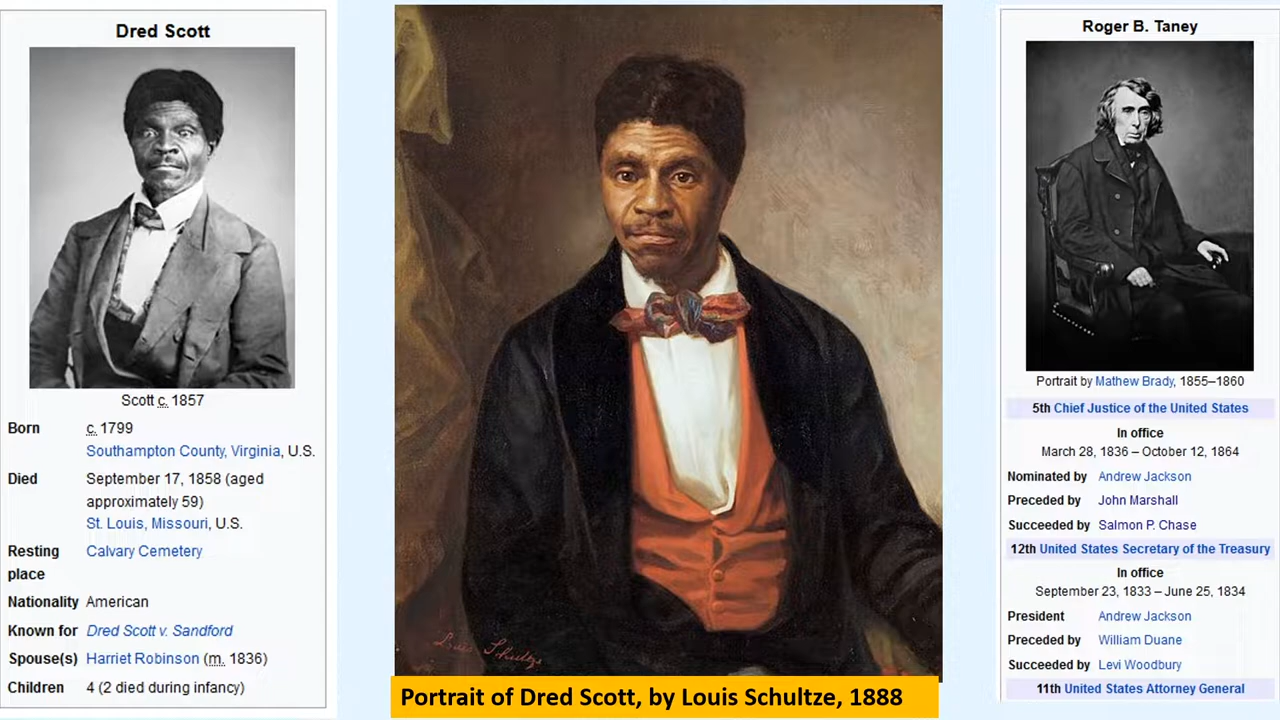 Dred Scott
Scott c. 1857
Born c. 1799
Southampton County, Virginia, U.S.
Died September 17, 1858 (aged
approximately 59)
St. Louis, Missouri, U.S.
Resting Calvary Cemetery
place
Nationality American
Known for Dred Scott v. Sandford
Spouse(s) Harriet Robinson (m. 1836)
Children 4 (2 died during infancy)
Louis Schultze
Portrait of Dred Scott, by Louis Schultze, 1888
Roger B. Taney
Portrait by Mathew Brady, 1855–1860
5th Chief Justice of the United States
In office
March 28, 1836 – October 12, 1864
Nominated by Andrew Jackson
Preceded by John Marshall
Succeeded by Salmon P. Chase
12th United States Secretary of the Treasury
In office
September 23, 1833 – June 25, 1834
President Andrew Jackson
Preceded by William Duane
Succeeded by Levi Woodbury
11th United States Attorney General